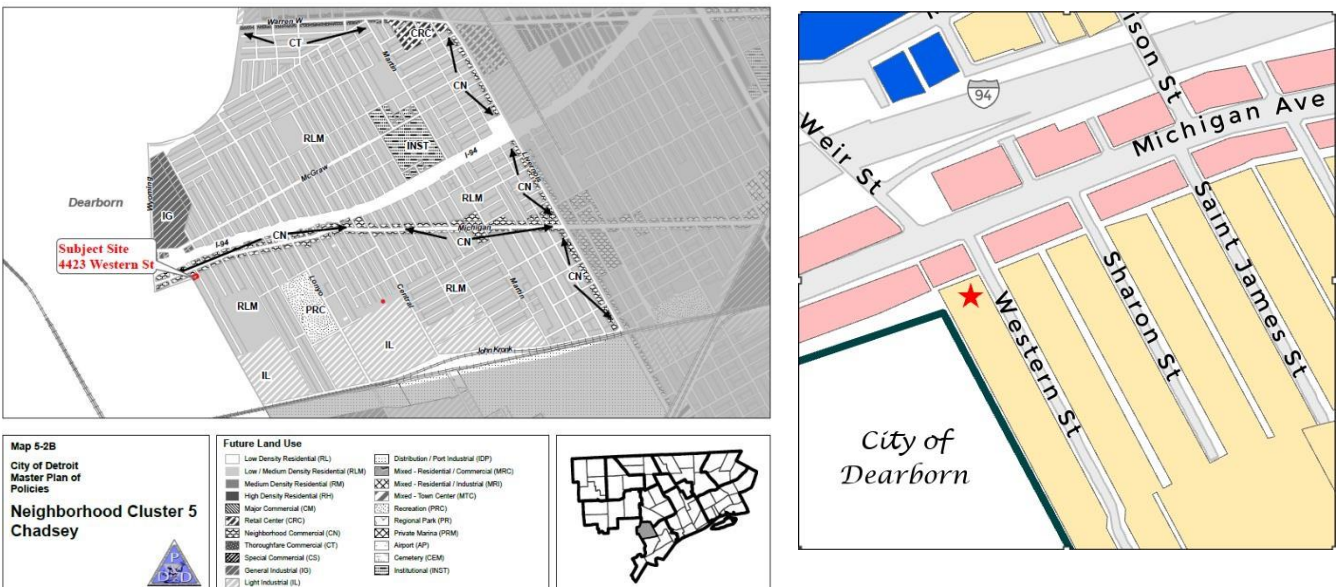 Warren W
CT
CRC
Martin
CN
RLM
INST
I-94
Livernois
McGraw
CN
RLM
Dearborn
Wyoming
IG
I-94
CN
CN
Michigan
CN
Subject Site
4423 Western St
RLM
Lonyo
PRC
Central
RLM
Martin
IL
John Kronk
IL
Map 5-2B
City of Detroit
Master Plan of
Policies
Neighborhood Cluster 5
Chadsey
P
D D
Future Land Use
Low Density Residential (RL)
Low / Medium Density Residential (RLM)
Medium Density Residential (RM)
High Density Residential (RH)
Major Commercial (CM)
Retail Center (CRC)
Neighborhood Commercial (CN)
Thoroughfare Commercial (CT)
Special Commercial (CS)
General Industrial (IG)
Light Industrial (IL)
Distribution / Port Industrial (IDP)
Mixed - Residential / Commercial (MRC)
Mixed - Residential / Industrial (MRI)
Mixed - Town Center (MTC)
Recreation (PRC)
Regional Park (PR)
Private Marina (PRM)
Airport (AP)
Cemetery (CEM)
Institutional (INST)
ison St
94
Michigan Ave
Weir St
Saint James St
Sharon St
Western St
City of
Dearborn